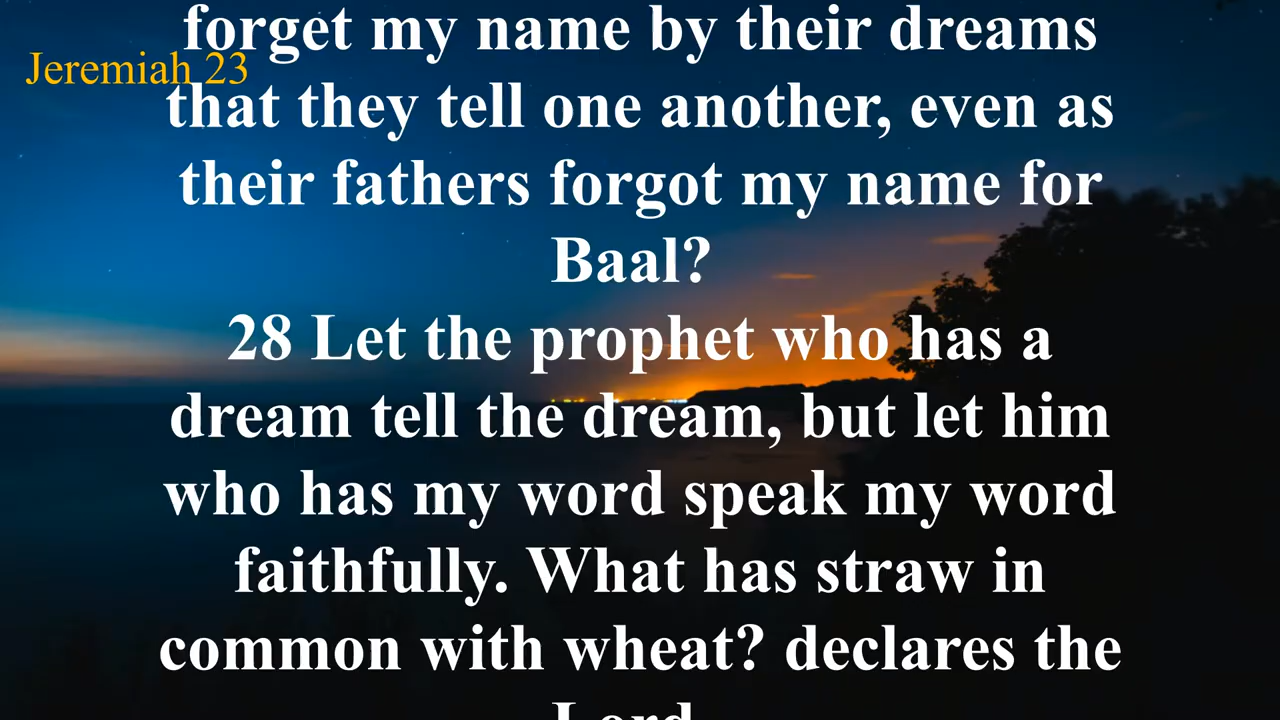 Jeremiah 23
forget my name by their dreams
that they tell one another, even as
their fathers forgot my name for
Baal?
28 Let the prophet who has a
dream tell the dream, but let him
who has my word speak my word
faithfully. What has straw in
common with wheat? declares the
Lord